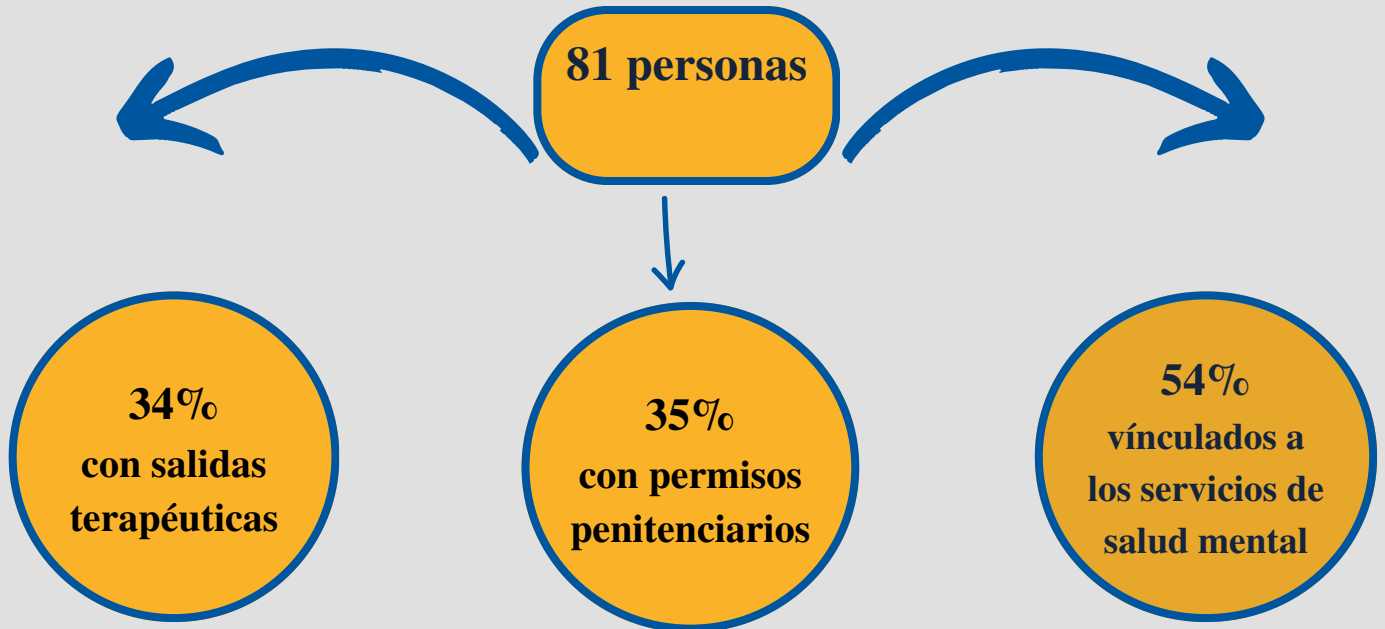 81 personas
34%
con salidas
terapéuticas
35%
con permisos
penitenciarios
54%
vínculados a
los servicios de
salud mental